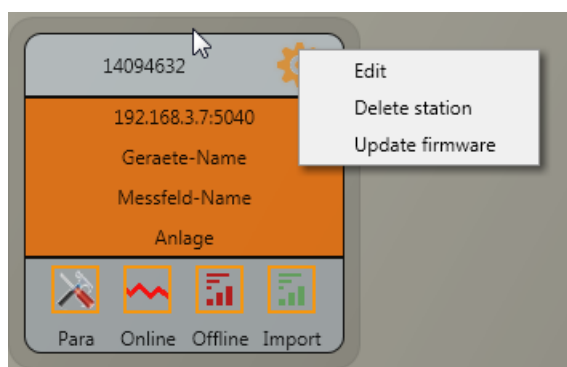 14094632
Edit
Delete station
Update firmware
192.168.3.7:5040
Geraete-Name
Messfeld-Name
Anlage
Para Online Offline Import